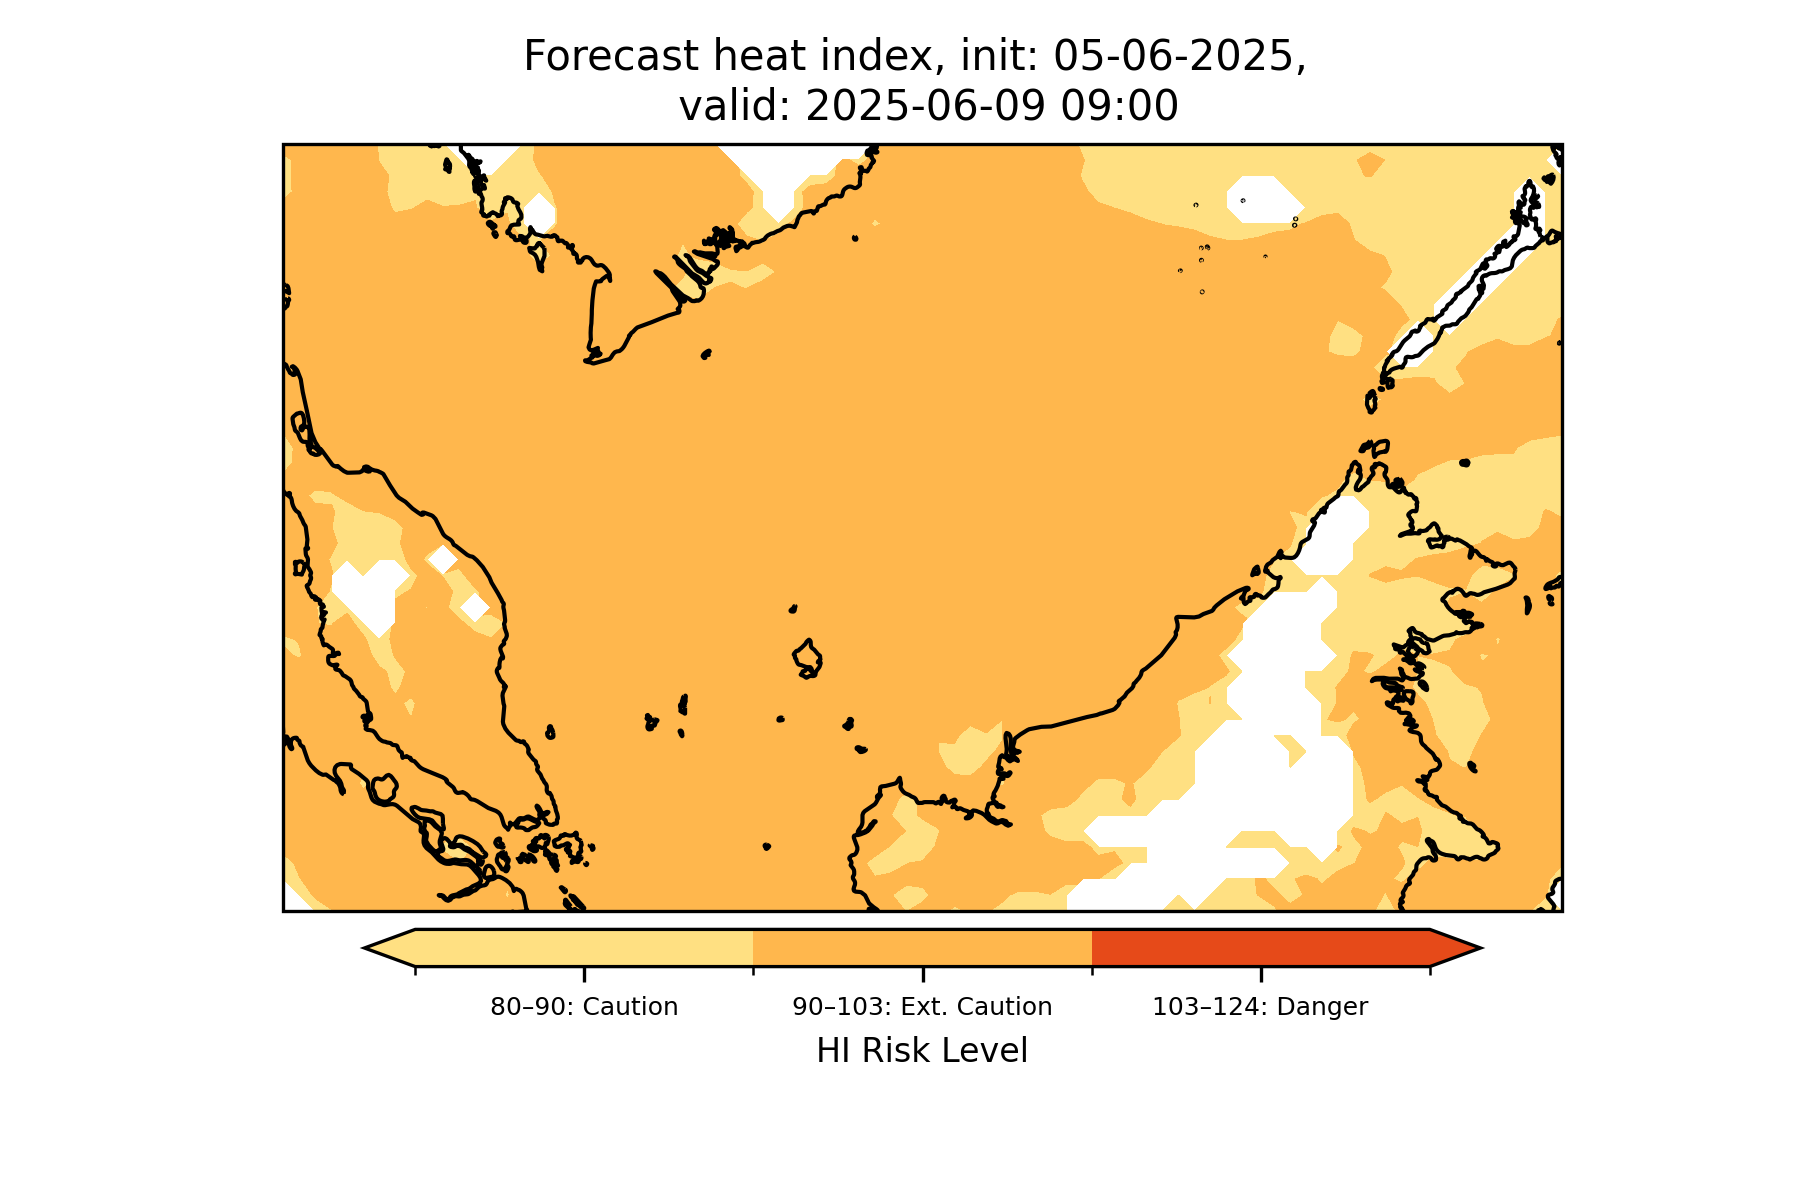 Forecast heat index, init: 05-06-2025,
valid: 2025-06-09 09:00
80–90: Caution
90–103: Ext. Caution
103–124: Danger
HI Risk Level